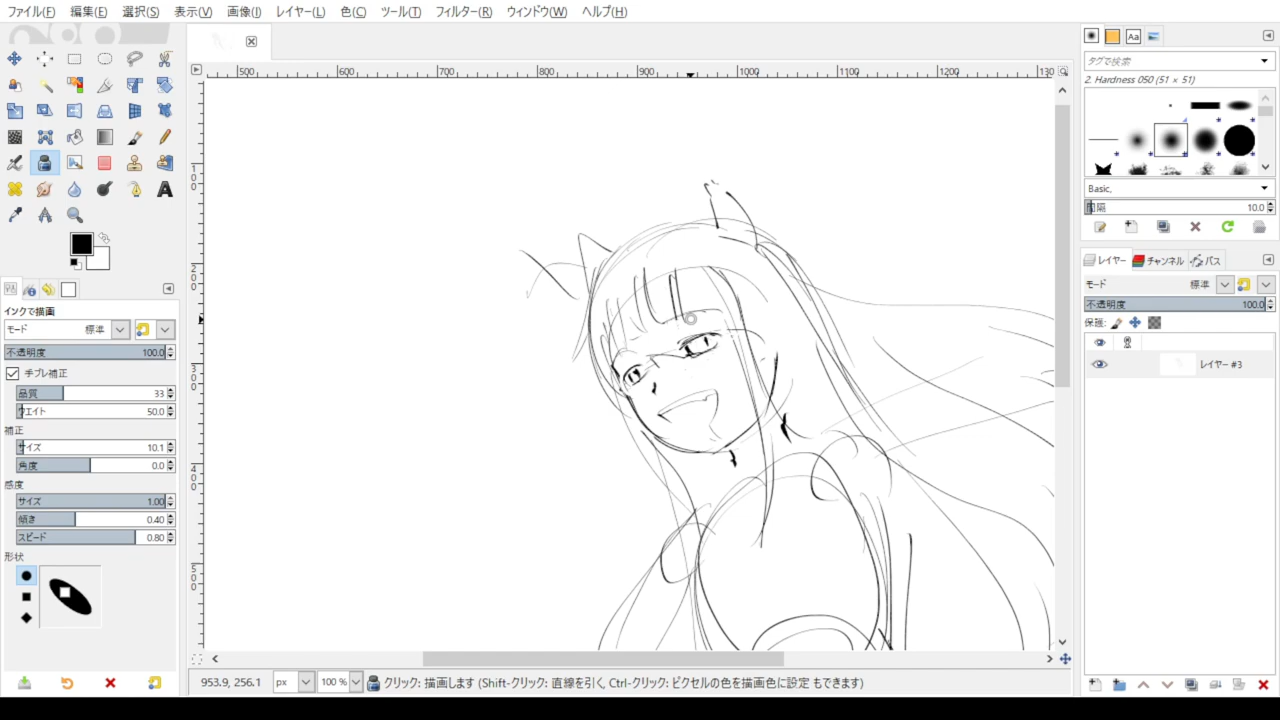 ファイル(F) 編集(E) 選択(S) 表示(V) 画像(I) レイヤー(L) 色(C) ツール(T) フィルター(R) ウィンドウ(W) ヘルプ(H)
500 600 700 800 900 1000 1100 1200 130
100
200
300
400
500
インクで描画
モード 標準
不透明度 100.0
手ブレ補正
品質 33
ウエイト 50.0
補正
サイズ 10.1
角度 0.0
感度
サイズ 1.00
傾き 0.40
スピード 0.80
形状
Aa
タグで検索
2. Hardness 050 (51 × 51)
Basic,
間隔 10.0
レイヤー チャンネル パス
モード 標準
不透明度 100.0
保護:
レイヤー #3
953.9, 256.1 px 100 % クリック: 描画します (Shift-クリック: 直線を引く, Ctrl-クリック: ピクセルの色を描画色に設定 もできます)